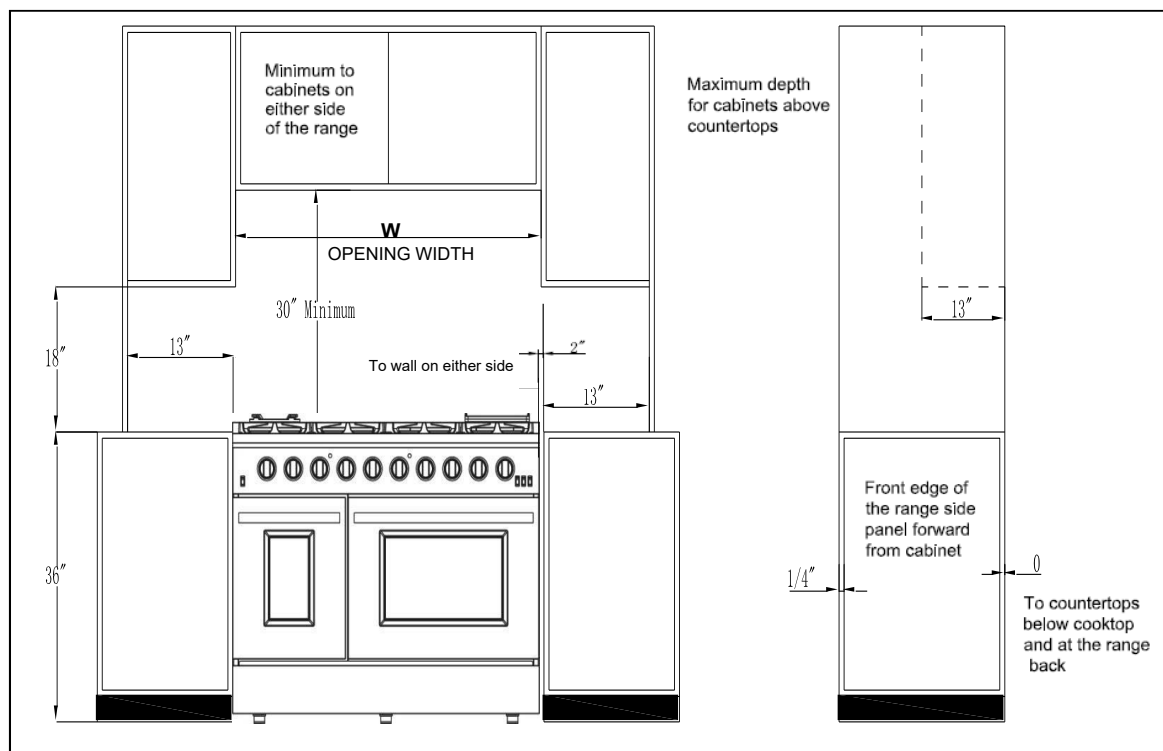 Minimum to
cabinets on
either side
of the range
Maximum depth
for cabinets above
countertops
W
OPENING WIDTH
30" Minimum
13"
18"
13"
To wall on either side
2"
13"
36"
Front edge of
the range side
panel forward
from cabinet
1/4"
0
To countertops
below cooktop
and at the range
back